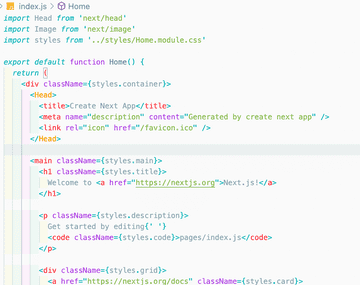 index.js > Home
import Head from 'next/head'
import Image from 'next/image'
import styles from '../styles/Home.module.css'
export default function Home() {
return (
<div className={styles.container}>
<Head>
<title>Create Next App</title>
<meta name="description" content="Generated by create next app" />
<link rel="icon" href="/favicon.ico" />
</Head>
<main className={styles.main}>
<h1 className={styles.title}>
Welcome to <a href="https://nextjs.org">Next.js!</a>
</h1>
<p className={styles.description}>
Get started by editing{' '}
<code className={styles.code}>pages/index.js</code>
</p>
<div className={styles.grid}>
<a href="https://nextjs.org/docs" className={styles.card}>